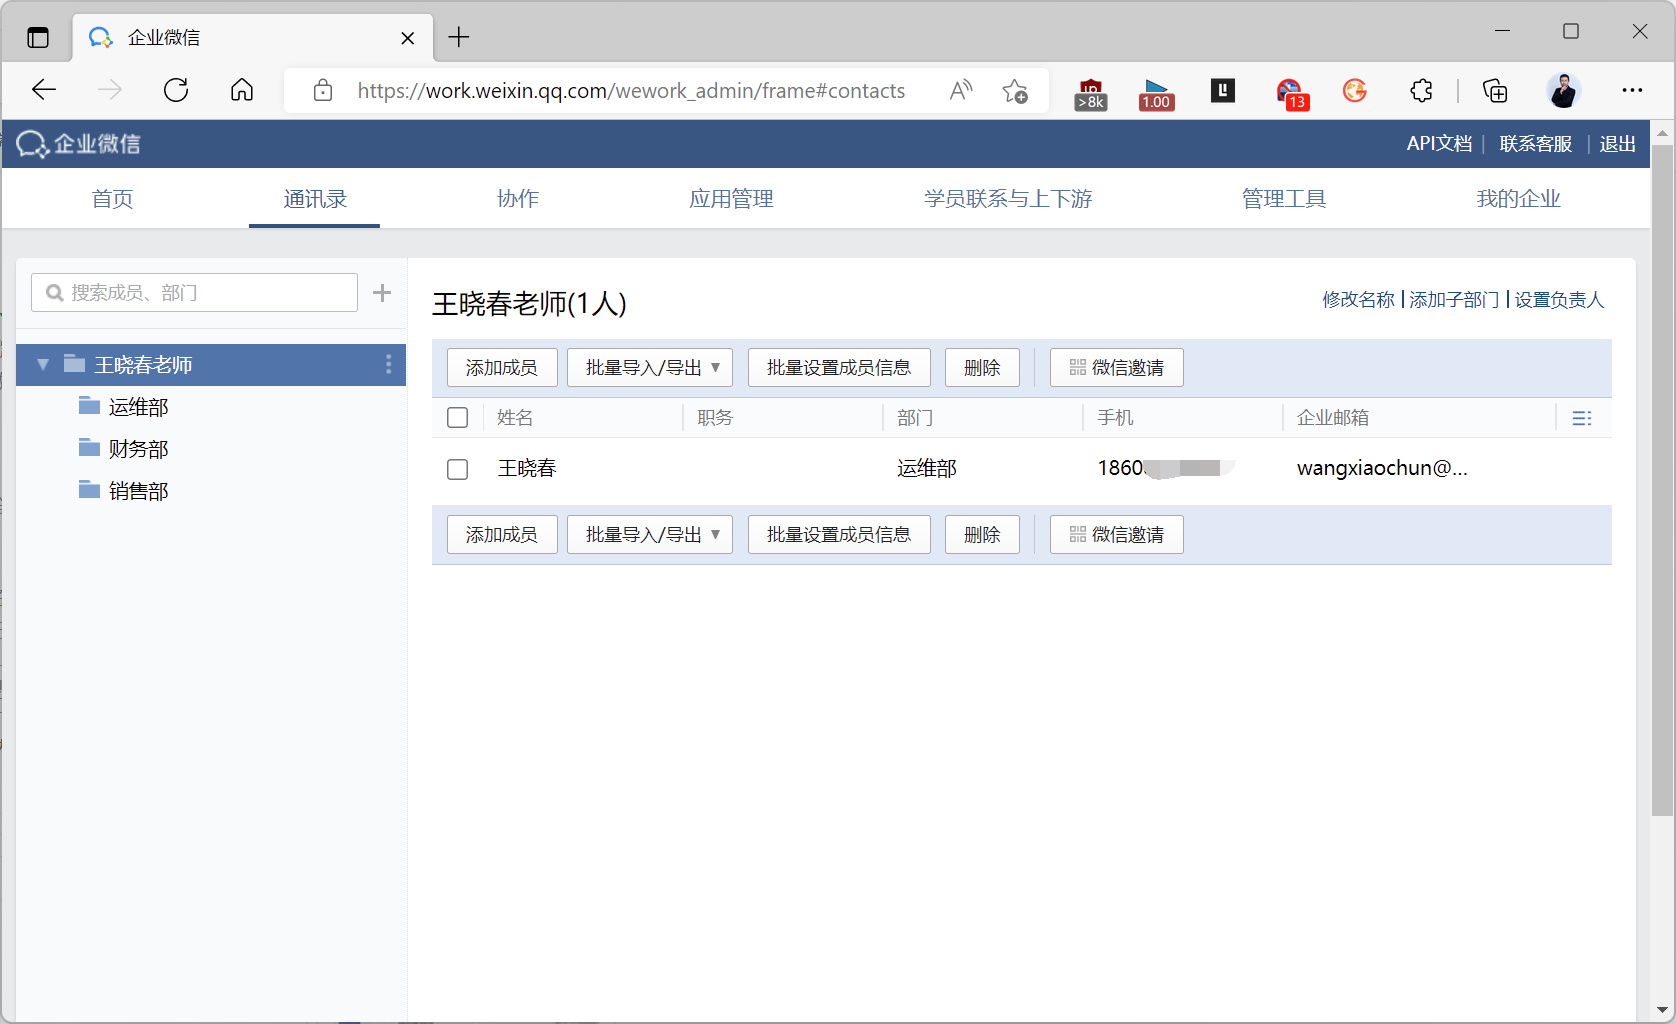 企业微信
https://work.weixin.qq.com/wework_admin/frame#contacts
>8k
1.00
13
企业微信
API文档 联系客服 退出
首页 通讯录 协作 应用管理 学员联系与上下游 管理工具 我的企业
搜索成员、部门
王晓春老师
运维部
财务部
销售部
王晓春老师(1人)
修改名称 添加子部门 设置负责人
添加成员 批量导入/导出 批量设置成员信息 删除 微信邀请
姓名 职务 部门 手机 企业邮箱
王晓春 运维部 1860 wangxiaochun@...
添加成员 批量导入/导出 批量设置成员信息 删除 微信邀请